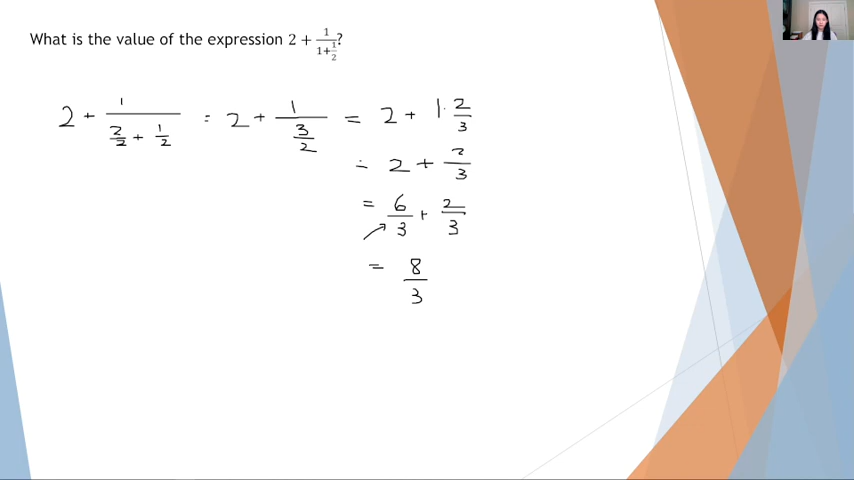 What is the value of the expression 2 + 1/(1+1/2)?
2 + 1/(2/2 + 1/2) = 2 + 1/(3/2) = 2 + 1·2/3
= 2 + 2/3
= 6/3 + 2/3
= 8/3